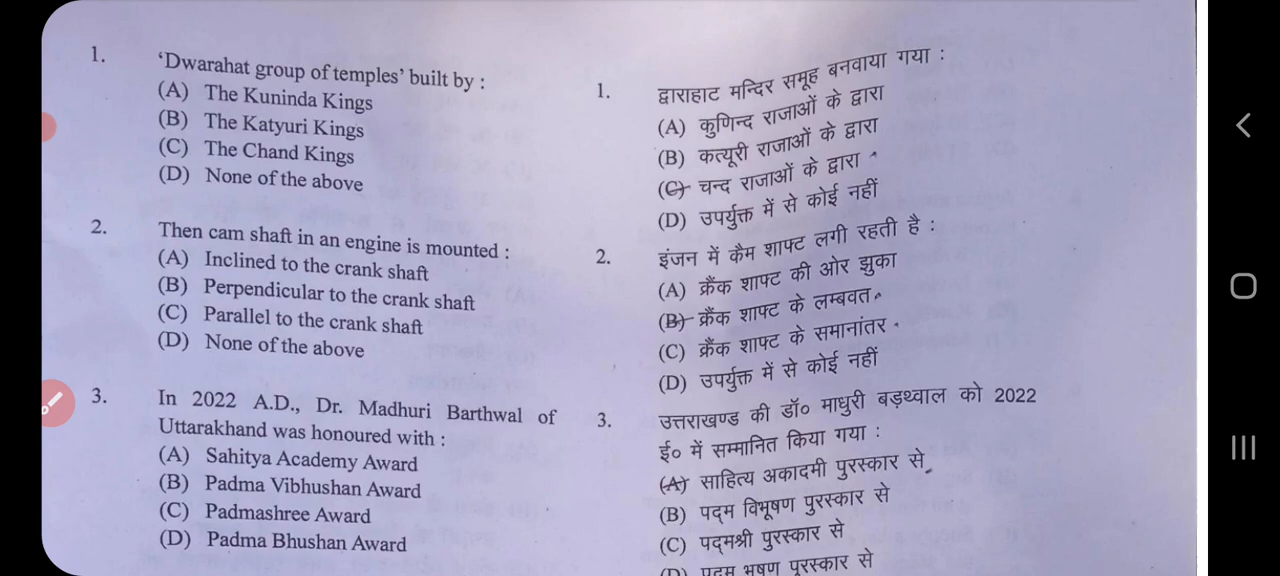 1. 'Dwarahat group of temples' built by :
(A) The Kuninda Kings
(B) The Katyuri Kings
(C) The Chand Kings
(D) None of the above
2. Then cam shaft in an engine is mounted :
(A) Inclined to the crank shaft
(B) Perpendicular to the crank shaft
(C) Parallel to the crank shaft
(D) None of the above
3. In 2022 A.D., Dr. Madhuri Barthwal of
Uttarakhand was honoured with :
(A) Sahitya Academy Award
(B) Padma Vibhushan Award
(C) Padmashree Award
(D) Padma Bhushan Award
1. द्वाराहाट मन्दिर समूह बनवाया गया :
(A) कुणिन्द राजाओं के द्वारा
(B) कत्यूरी राजाओं के द्वारा
(C) चन्द राजाओं के द्वारा
(D) उपर्युक्त में से कोई नहीं
2. इंजन में कैम शाफ्ट लगी रहती है :
(A) क्रैंक शाफ्ट की ओर झुका
(B) क्रैंक शाफ्ट के लम्बवत
(C) क्रैंक शाफ्ट के समानांतर
(D) उपर्युक्त में से कोई नहीं
3. उत्तराखण्ड की डॉ० माधुरी बड़थ्वाल को 2022
ई० में सम्मानित किया गया :
(A) साहित्य अकादमी पुरस्कार से
(B) पद्म विभूषण पुरस्कार से
(C) पद्मश्री पुरस्कार से
(D) पद्म भूषण पुरस्कार से